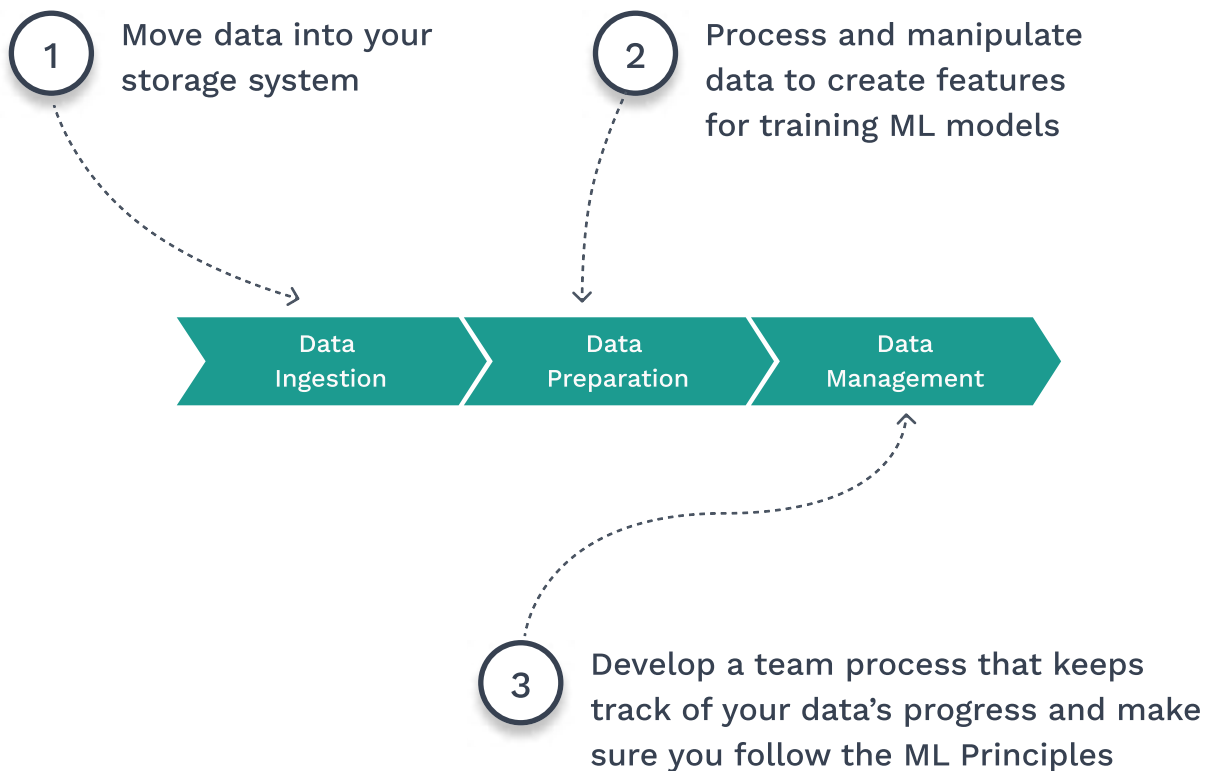 1
Move data into your
storage system
2
Process and manipulate
data to create features
for training ML models
Data
Ingestion
Data
Preparation
Data
Management
3
Develop a team process that keeps
track of your data’s progress and make
sure you follow the ML Principles